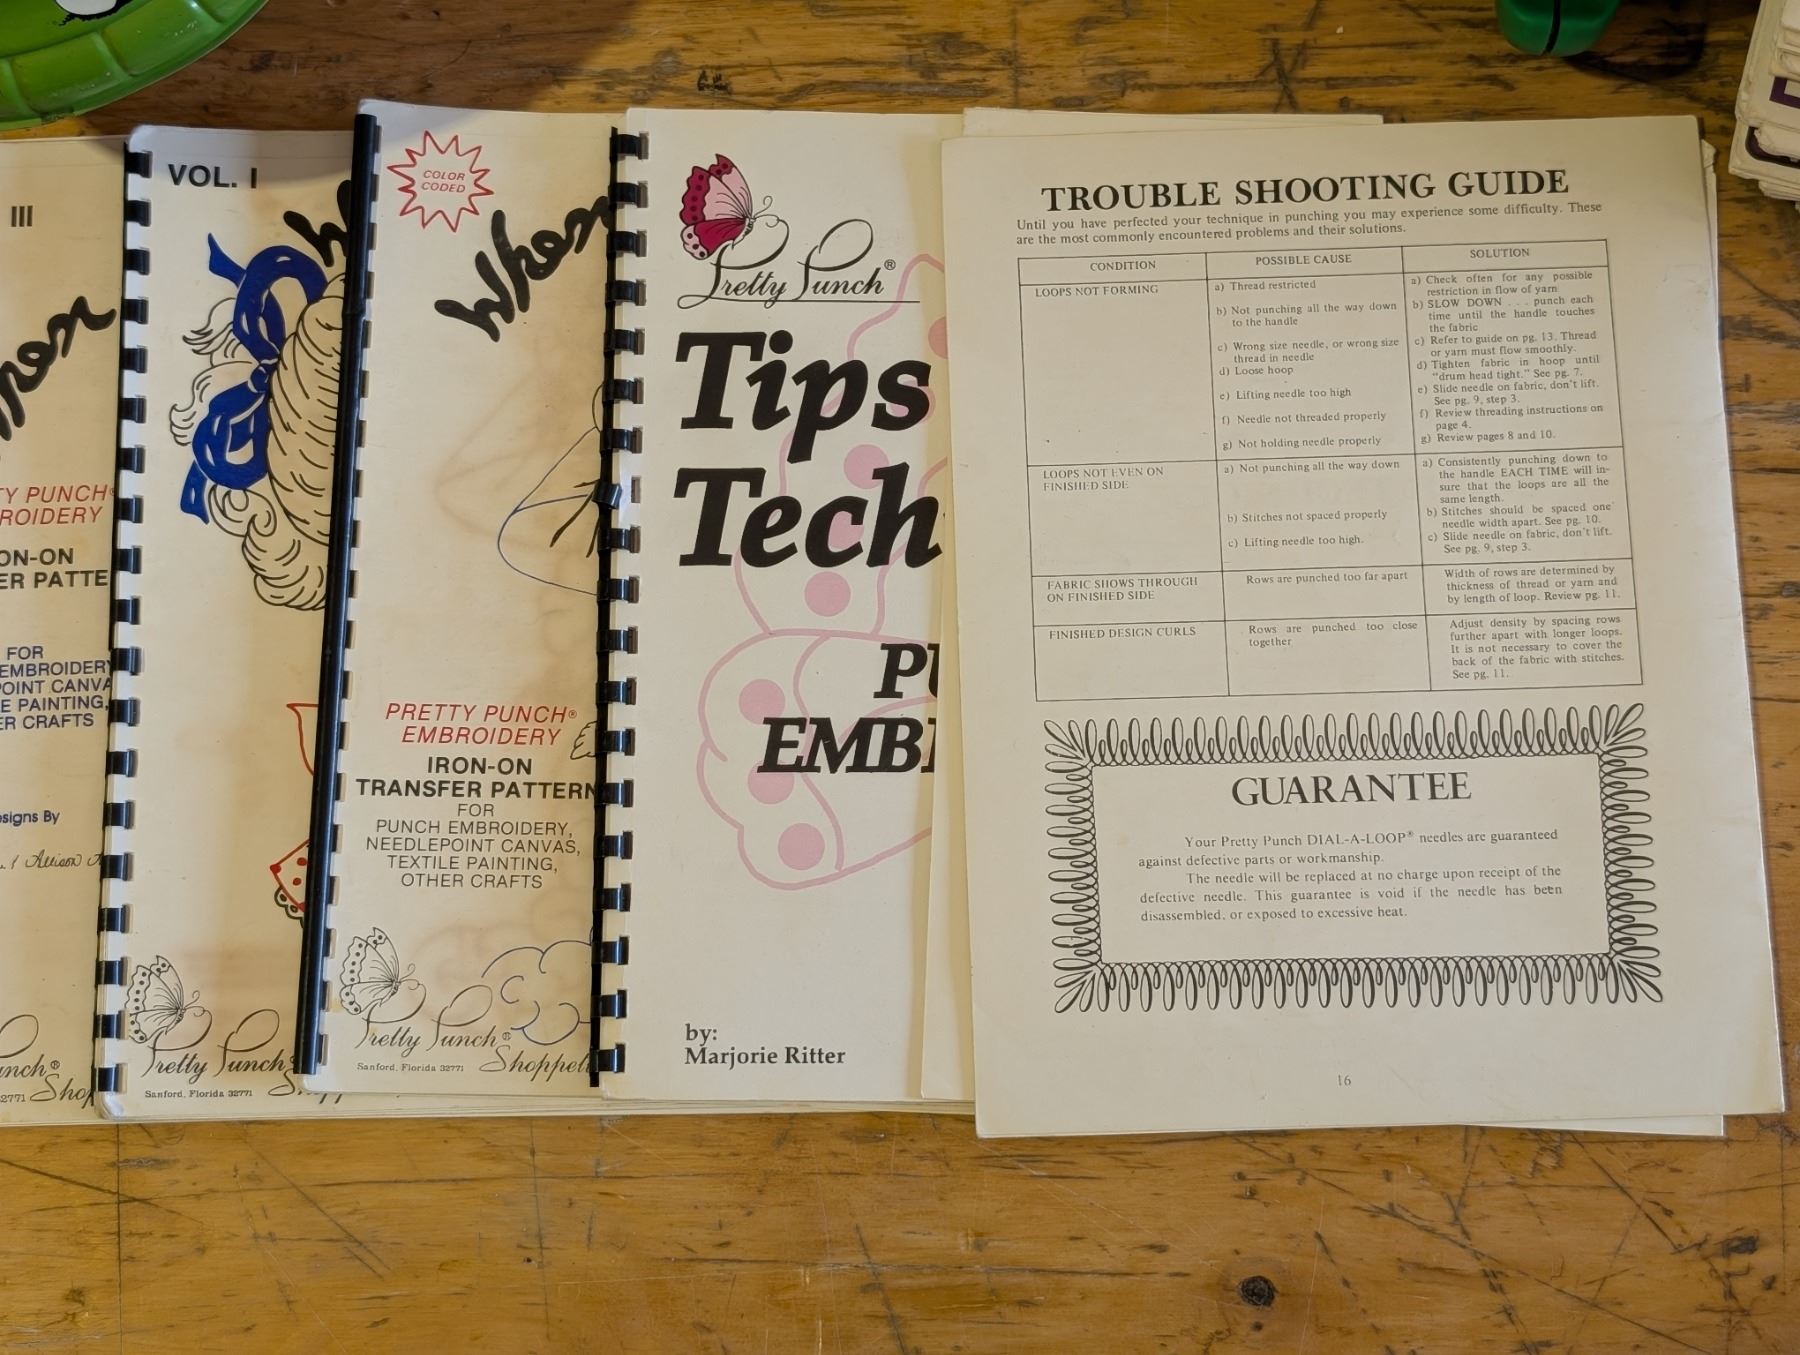 III
TY PUNCH®
ROIDERY
ON-ON
ER PATTE
FOR
EMBROIDERY
POINT CANVA
E PAINTING,
ER CRAFTS
esigns By
Allison
unch®
2771 Shop
VOL. I
Pretty Punch
Sanford, Florida 32771
COLOR
CODED
PRETTY PUNCH®
EMBROIDERY
IRON-ON
TRANSFER PATTERN
FOR
PUNCH EMBROIDERY,
NEEDLEPOINT CANVAS,
TEXTILE PAINTING,
OTHER CRAFTS
Pretty Punch®
Sanford, Florida 32771 Shoppe
Pretty Punch®
Tips
Tech
PU
EMB
by:
Marjorie Ritter
TROUBLE SHOOTING GUIDE
Until you have perfected your technique in punching you may experience some difficulty. These
are the most commonly encountered problems and their solutions.
CONDITION POSSIBLE CAUSE SOLUTION
LOOPS NOT FORMING
a) Thread restricted
b) Not punching all the way down
to the handle
c) Wrong size needle, or wrong size
thread in needle
d) Loose hoop
e) Lifting needle too high
f) Needle not threaded properly
g) Not holding needle properly
a) Check often for any possible
restriction in flow of yarn
b) SLOW DOWN . . . punch each
time until the handle touches
the fabric
c) Refer to guide on pg. 13. Thread
or yarn must flow smoothly.
d) Tighten fabric in hoop until
"drum head tight." See pg. 7.
e) Slide needle on fabric, don't lift.
See pg. 9, step 3.
f) Review threading instructions on
page 4.
g) Review pages 8 and 10.
LOOPS NOT EVEN ON
FINISHED SIDE
a) Not punching all the way down
b) Stitches not spaced properly
c) Lifting needle too high.
a) Consistently punching down to
the handle EACH TIME will in-
sure that the loops are all the
same length.
b) Stitches should be spaced one
needle width apart. See pg. 10.
c) Slide needle on fabric, don't lift.
See pg. 9, step 3.
FABRIC SHOWS THROUGH
ON FINISHED SIDE
Rows are punched too far apart
Width of rows are determined by
thickness of thread or yarn and
by length of loop. Review pg. 11.
FINISHED DESIGN CURLS
Rows are punched too close
together
Adjust density by spacing rows
further apart with longer loops.
It is not necessary to cover the
back of the fabric with stitches.
See pg. 11.
GUARANTEE
Your Pretty Punch DIAL-A-LOOP® needles are guaranteed
against defective parts or workmanship.
The needle will be replaced at no charge upon receipt of the
defective needle. This guarantee is void if the needle has been
disassembled, or exposed to excessive heat.
16